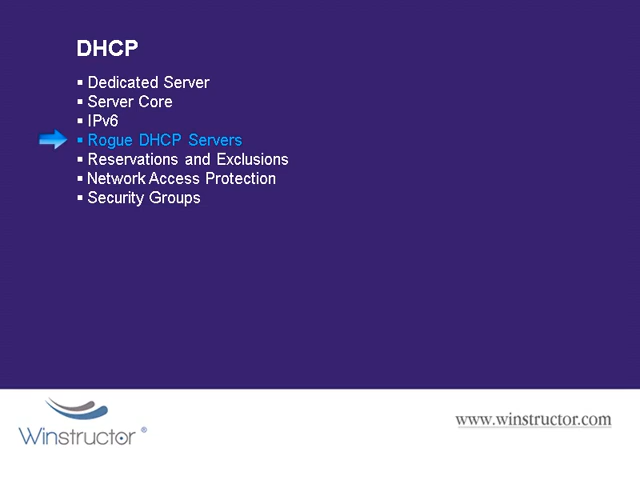 DHCP
▪ Dedicated Server
▪ Server Core
▪ IPv6
▪ Rogue DHCP Servers
▪ Reservations and Exclusions
▪ Network Access Protection
▪ Security Groups
Winstructor®
www.winstructor.com